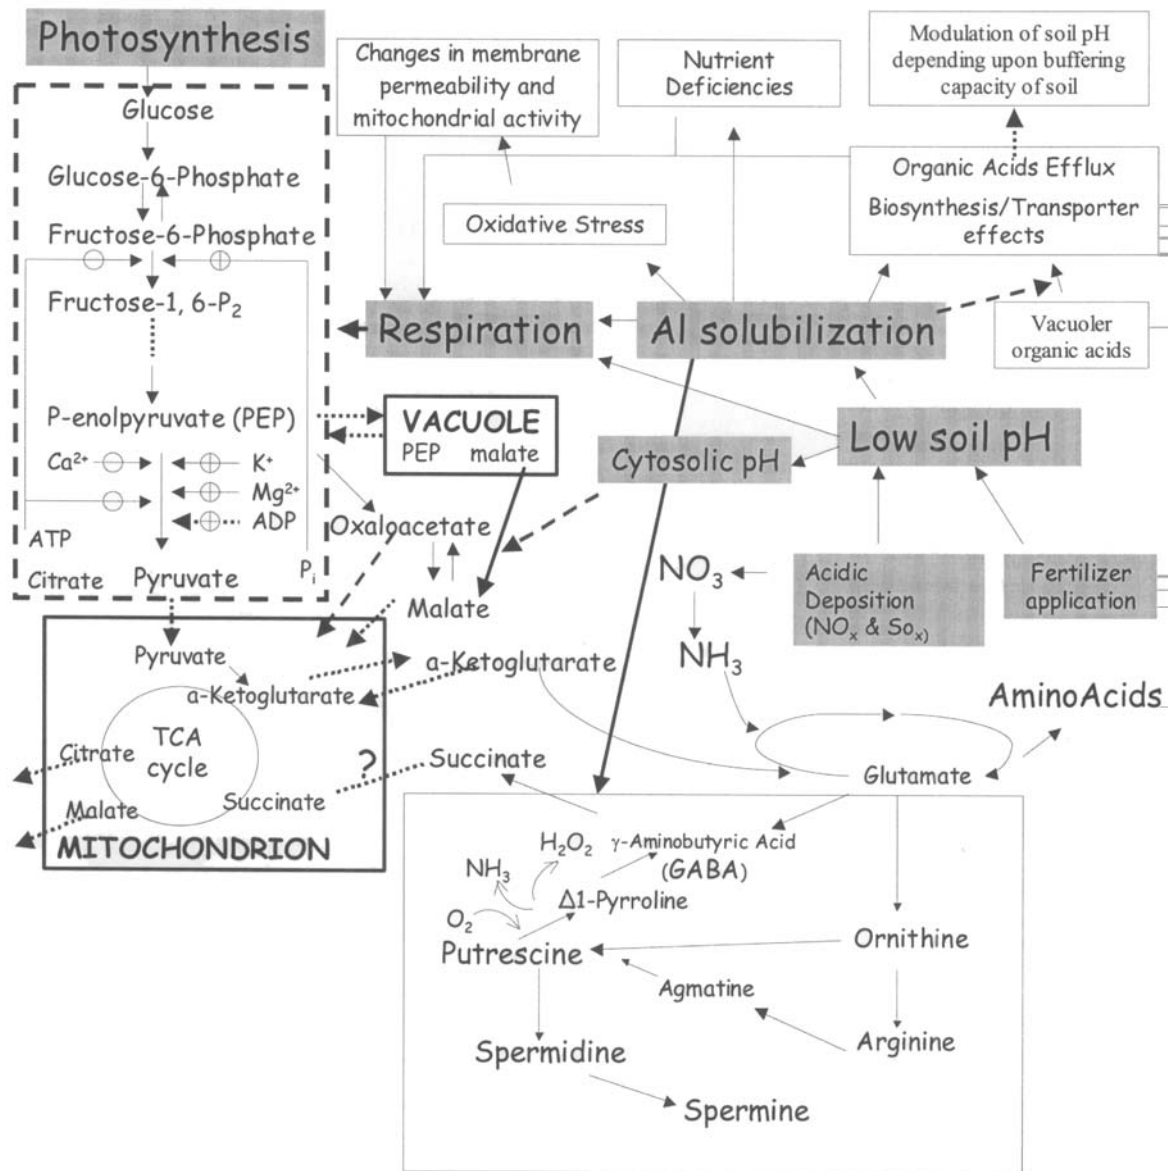 Photosynthesis
Changes in membrane
permeability and
mitochondrial activity
Nutrient
Deficiencies
Modulation of soil pH
depending upon buffering
capacity of soil
Glucose
Glucose-6-Phosphate
Fructose-6-Phosphate
Fructose-1, 6-P₂
Oxidative Stress
Organic Acids Efflux
Biosynthesis/Transporter
effects
Respiration
Al solubilization
Vacuoler
organic acids
P-enolpyruvate (PEP)
Ca²⁺
K⁺
Mg²⁺
ADP
ATP
Citrate
Pyruvate
Pᵢ
VACUOLE
PEP malate
Cytosolic pH
Low soil pH
Oxaloacetate
Malate
NO₃
NH₃
Acidic
Deposition
(NOₓ & Soₓ)
Fertilizer
application
Pyruvate
a-Ketoglutarate
a-Ketoglutarate
TCA
cycle
Citrate
Malate
Succinate
?
Succinate
MITOCHONDRION
AminoAcids
Glutamate
H₂O₂
NH₃
O₂
γ-Aminobutyric Acid
(GABA)
Δ1-Pyrroline
Putrescine
Ornithine
Agmatine
Arginine
Spermidine
Spermine